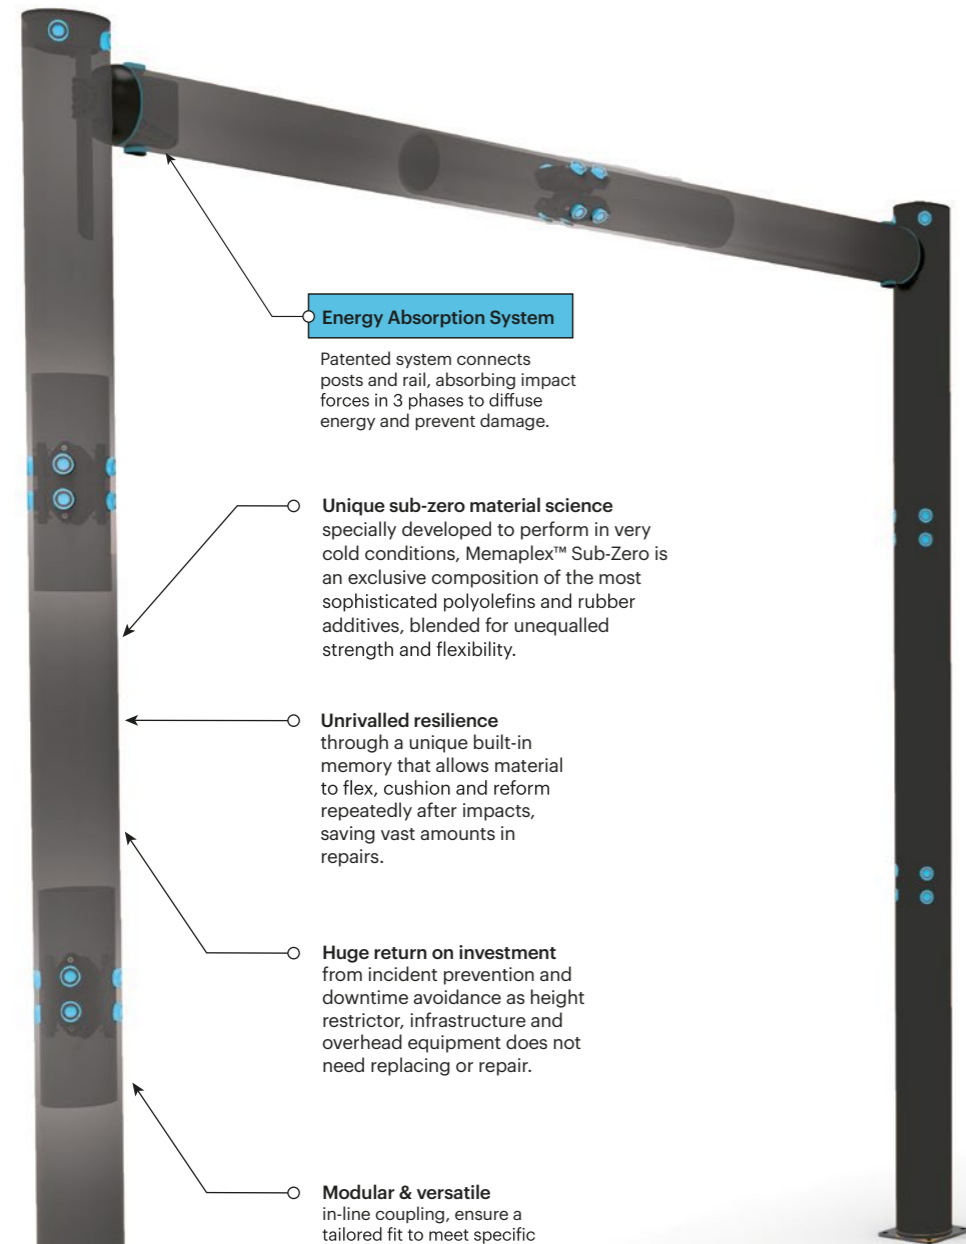 Energy Absorption System
Patented system connects
posts and rail, absorbing impact
forces in 3 phases to diffuse
energy and prevent damage.
Unique sub-zero material science
specially developed to perform in very
cold conditions, Memaplex™ Sub-Zero is
an exclusive composition of the most
sophisticated polyolefins and rubber
additives, blended for unequalled
strength and flexibility.
Unrivalled resilience
through a unique built-in
memory that allows material
to flex, cushion and reform
repeatedly after impacts,
saving vast amounts in
repairs.
Huge return on investment
from incident prevention and
downtime avoidance as height
restrictor, infrastructure and
overhead equipment does not
need replacing or repair.
Modular & versatile
in-line coupling, ensure a
tailored fit to meet specific